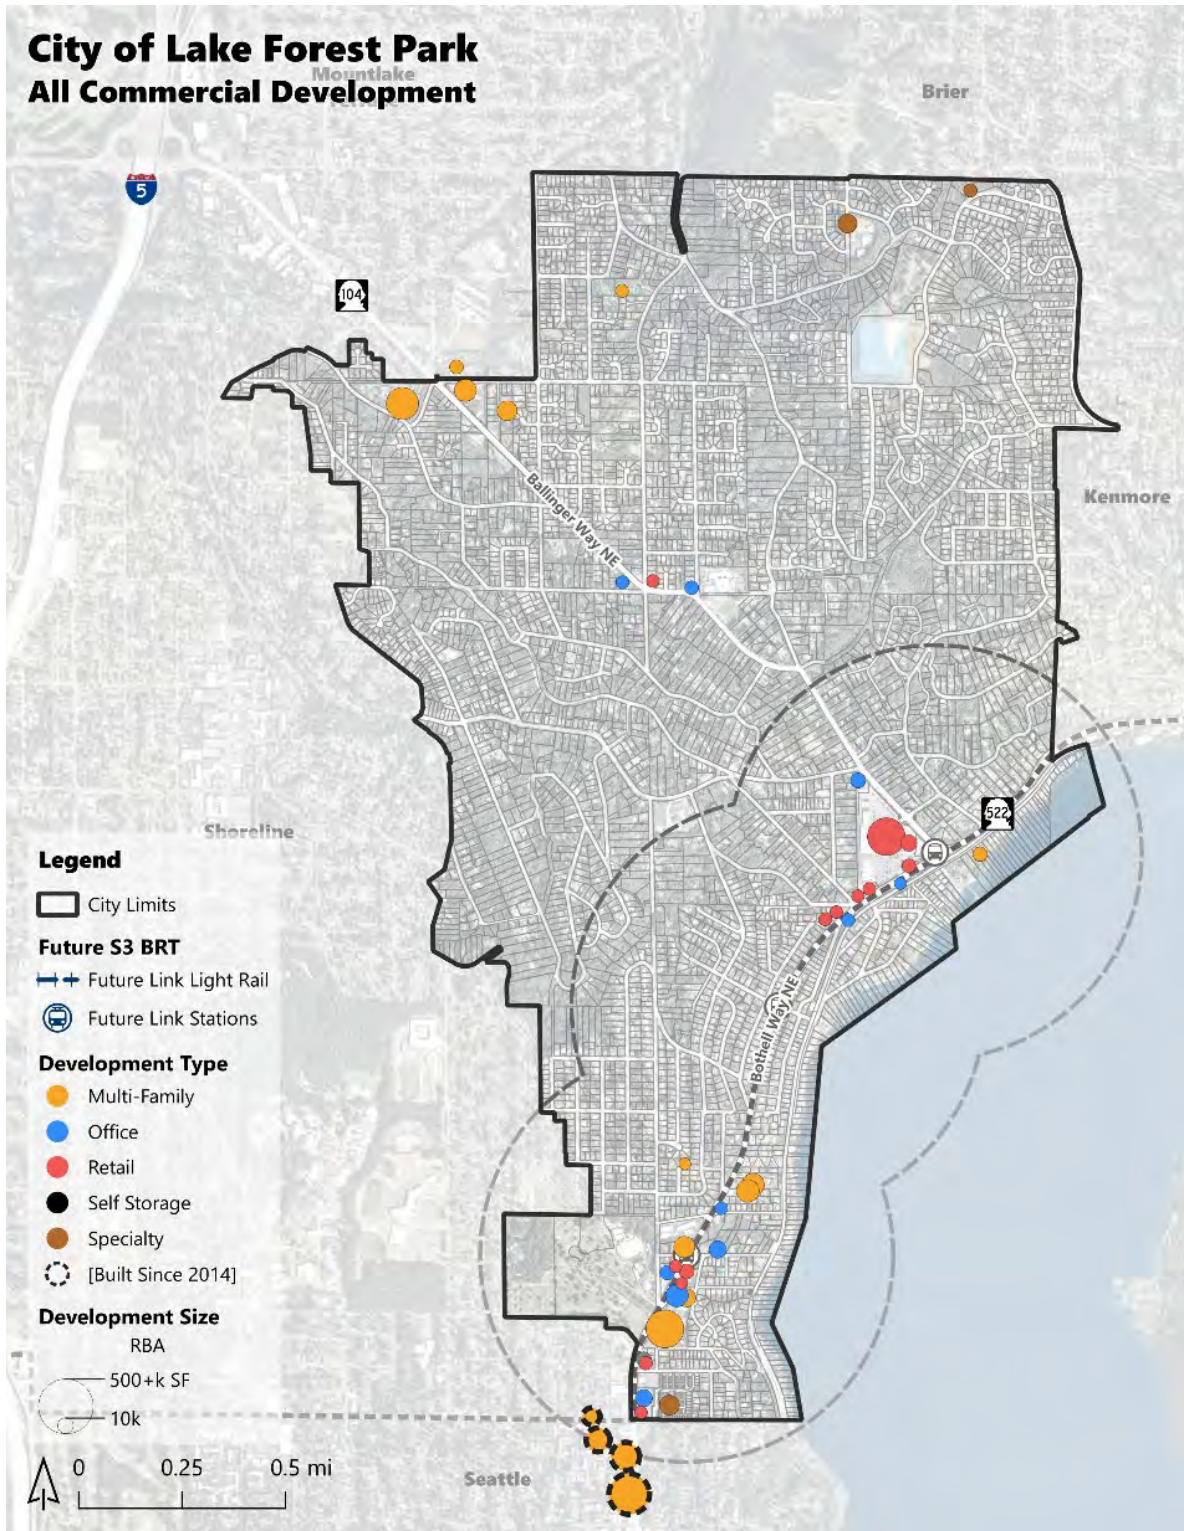 City of Lake Forest Park
Mountlake
All Commercial Development
Brier
5
104
Kenmore
Ballinger Way NE
522
Shoreline
Bothell Way NE
Legend
City Limits
Future S3 BRT
Future Link Light Rail
Future Link Stations
Development Type
Multi-Family
Office
Retail
Self Storage
Specialty
[Built Since 2014]
Development Size
RBA
500+k SF
10k
0 0.25 0.5 mi
Seattle